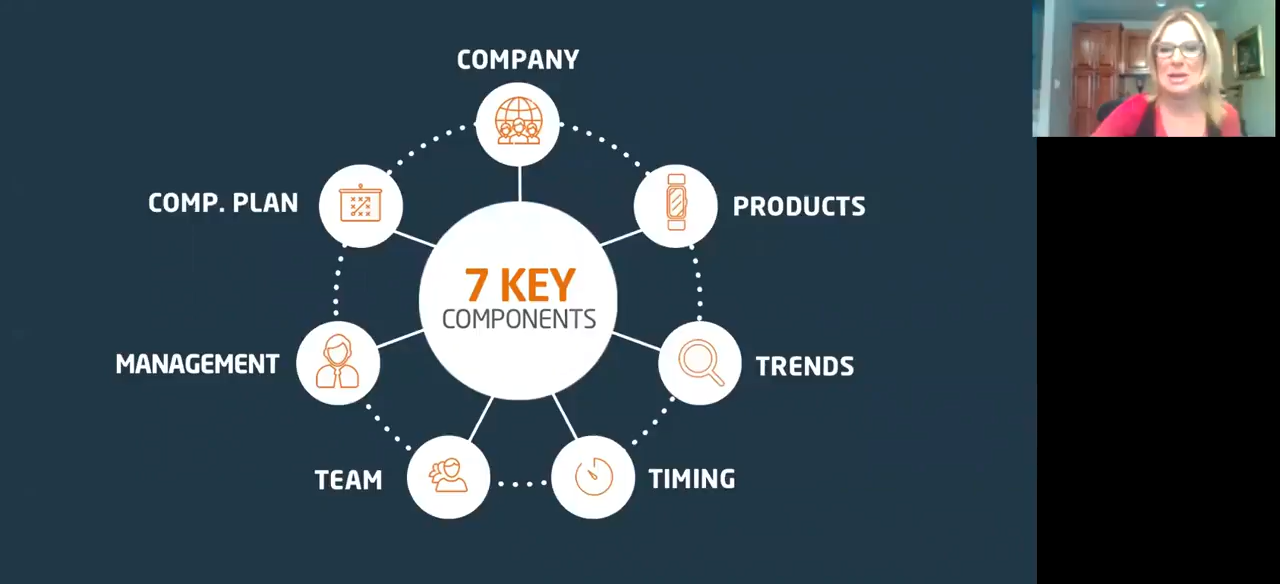 COMPANY
COMP. PLAN
PRODUCTS
7 KEY
COMPONENTS
MANAGEMENT
TRENDS
TEAM
TIMING